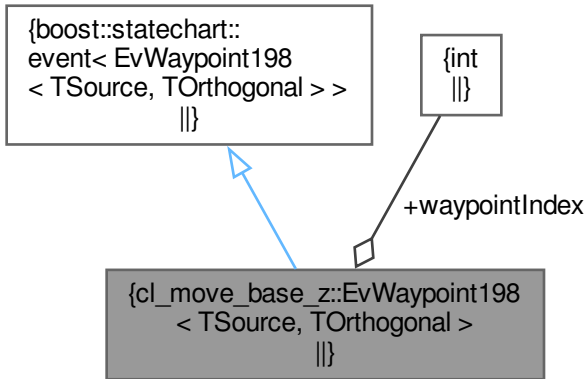 {boost::statechart::
event< EvWaypoint198
< TSource, TOrthogonal > >
||}
{int
||}
+waypointIndex
{cl_move_base_z::EvWaypoint198
< TSource, TOrthogonal >
||}